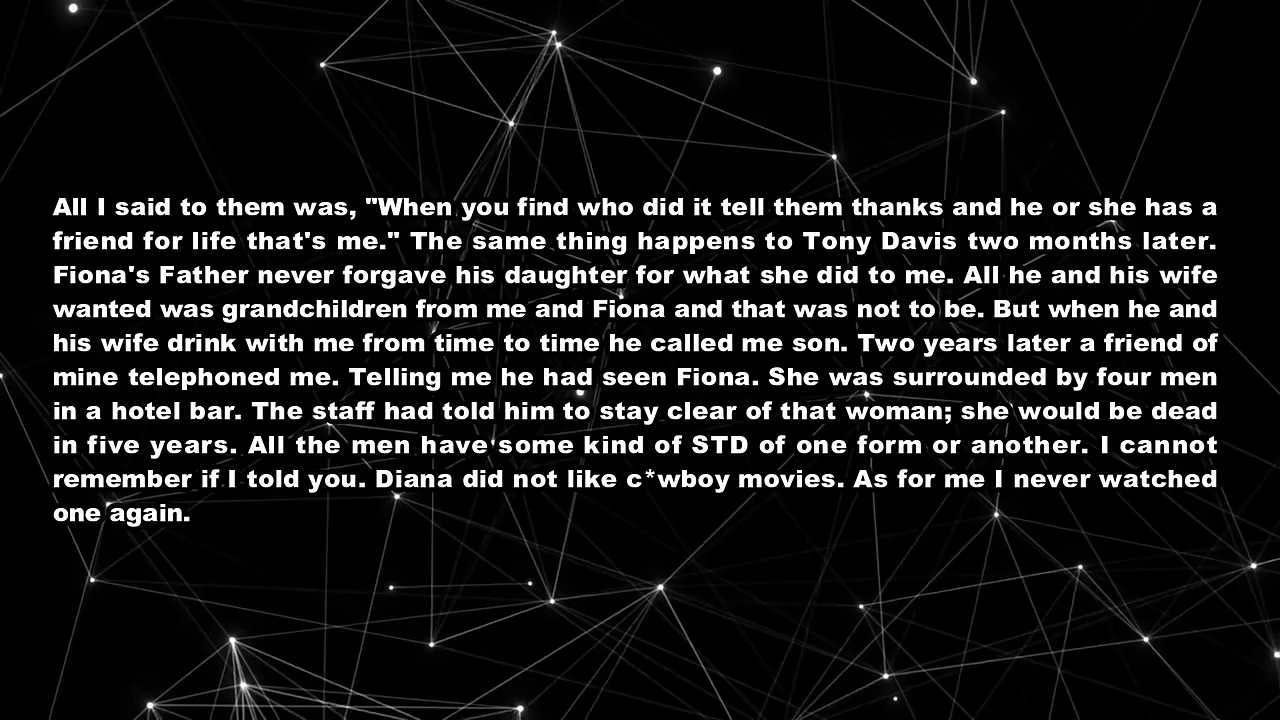 All I said to them was, "When you find who did it tell them thanks and he or she has a
friend for life that's me." The same thing happens to Tony Davis two months later.
Fiona's Father never forgave his daughter for what she did to me. All he and his wife
wanted was grandchildren from me and Fiona and that was not to be. But when he and
his wife drink with me from time to time he called me son. Two years later a friend of
mine telephoned me. Telling me he had seen Fiona. She was surrounded by four men
in a hotel bar. The staff had told him to stay clear of that woman; she would be dead
in five years. All the men have some kind of STD of one form or another. I cannot
remember if I told you. Diana did not like c*wboy movies. As for me I never watched
one again.